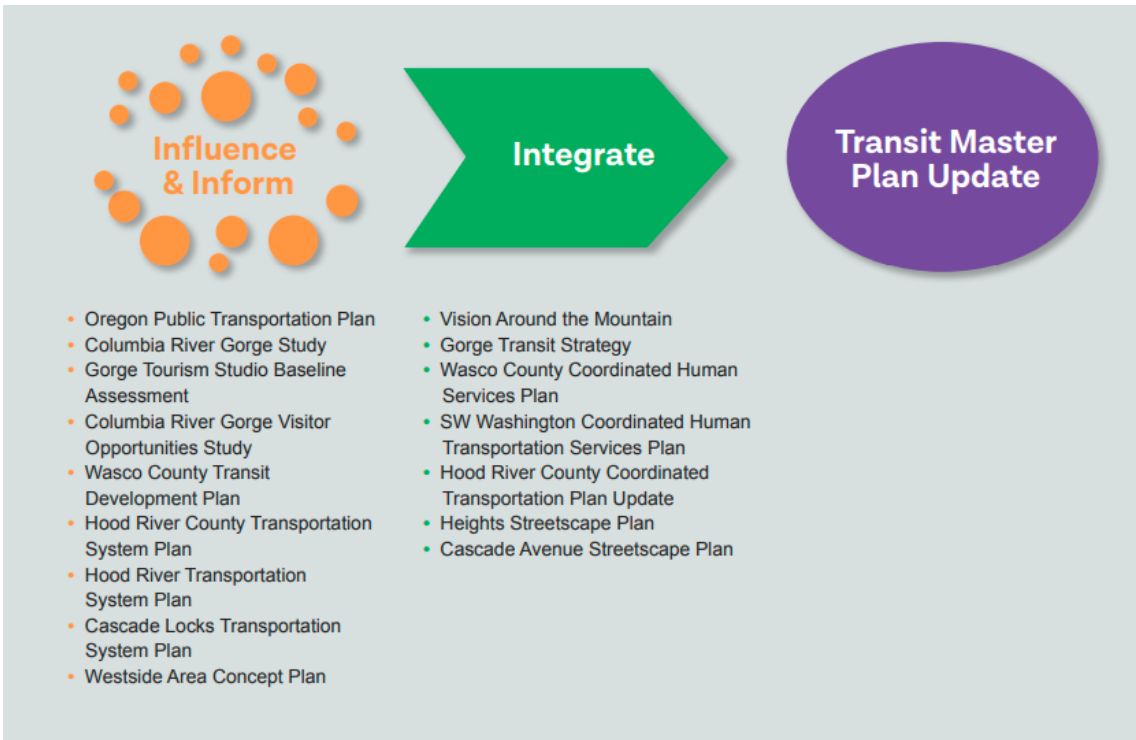 Influence
& Inform
Integrate
Transit Master
Plan Update
• Oregon Public Transportation Plan
• Columbia River Gorge Study
• Gorge Tourism Studio Baseline
Assessment
• Columbia River Gorge Visitor
Opportunities Study
• Wasco County Transit
Development Plan
• Hood River County Transportation
System Plan
• Hood River Transportation
System Plan
• Cascade Locks Transportation
System Plan
• Westside Area Concept Plan
• Vision Around the Mountain
• Gorge Transit Strategy
• Wasco County Coordinated Human
Services Plan
• SW Washington Coordinated Human
Transportation Services Plan
• Hood River County Coordinated
Transportation Plan Update
• Heights Streetscape Plan
• Cascade Avenue Streetscape Plan